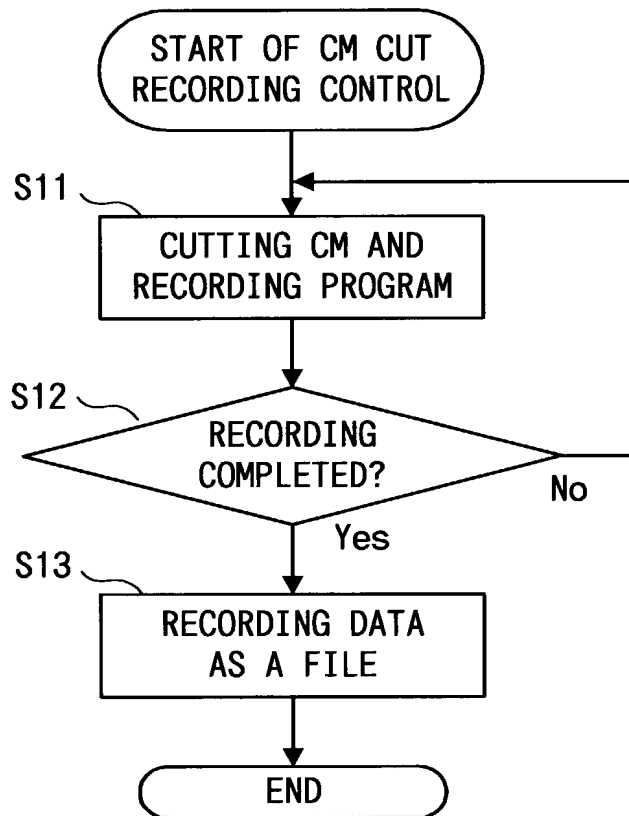 START OF CM CUT
RECORDING CONTROL
S11
CUTTING CM AND
RECORDING PROGRAM
S12
RECORDING
COMPLETED?
No
Yes
S13
RECORDING DATA
AS A FILE
END